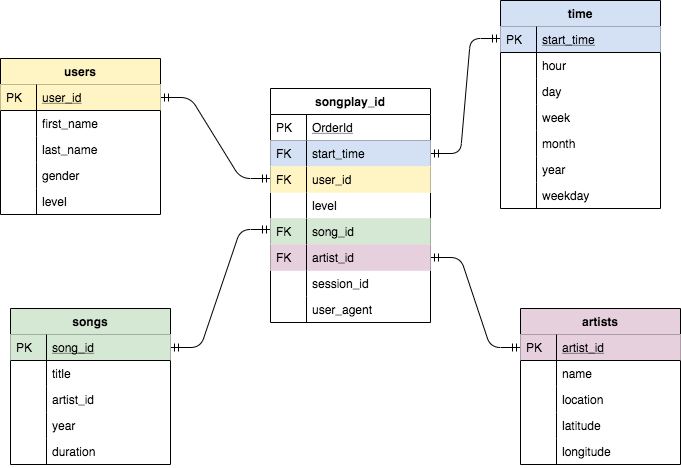 time
PK start_time
hour
day
week
month
year
weekday
users
PK user_id
first_name
last_name
gender
level
songplay_id
PK OrderId
FK start_time
FK user_id
level
FK song_id
FK artist_id
session_id
user_agent
songs
PK song_id
title
artist_id
year
duration
artists
PK artist_id
name
location
latitude
longitude